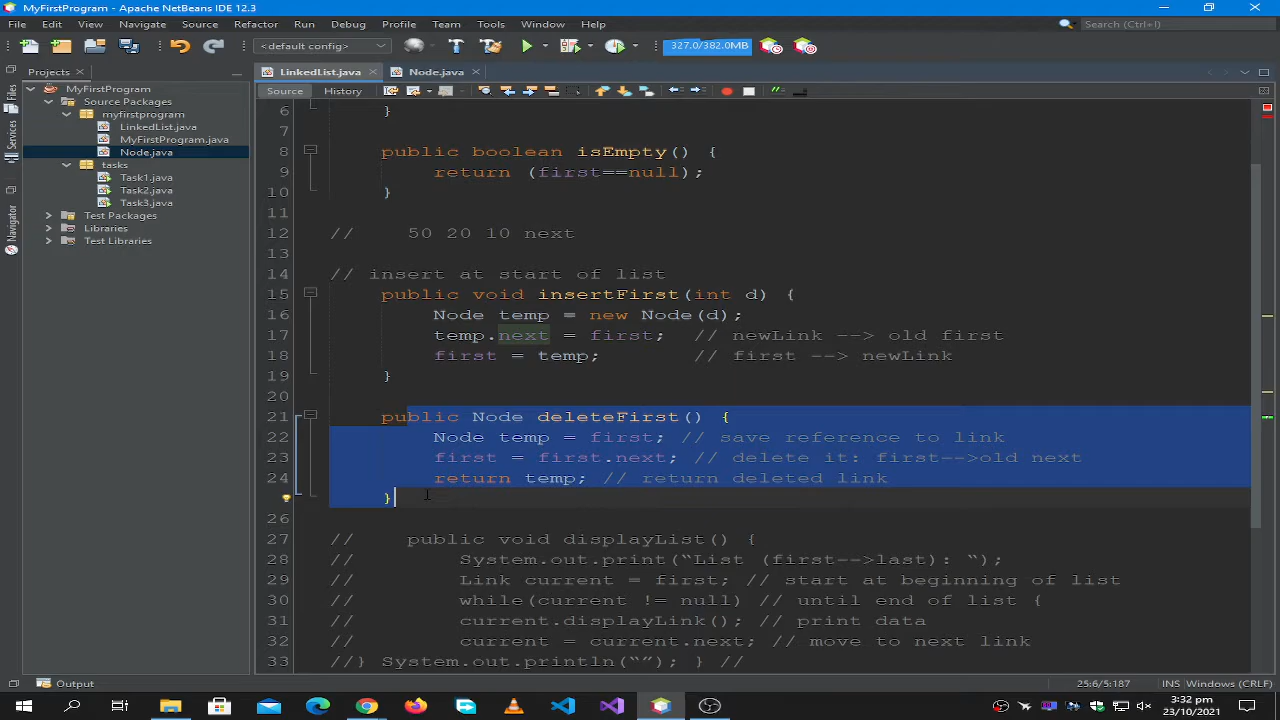 MyFirstProgram - Apache NetBeans IDE 12.3
File Edit View Navigate Source Refactor Run Debug Profile Team Tools Window Help
Search (Ctrl+I)
<default config>
327.0/382.0MB
Projects
LinkedList.java
Node.java
MyFirstProgram
Source History
Files
Source Packages
myfirstprogram
LinkedList.java
MyFirstProgram.java
Services
Node.java
tasks
Task1.java
Task2.java
Task3.java
Navigator
Test Packages
Libraries
Test Libraries
6 }
7
8 public boolean isEmpty() {
9 return (first==null);
10 }
11
12 // 50 20 10 next
13
14 // insert at start of list
15 public void insertFirst(int d) {
16 Node temp = new Node(d);
17 temp.next = first; // newLink --> old first
18 first = temp; // first --> newLink
19 }
20
21 public Node deleteFirst() {
22 Node temp = first; // save reference to link
23 first = first.next; // delete it: first-->old next
24 return temp; // return deleted link
}
26
27 // public void displayList() {
28 // System.out.print(“List (first-->last): “);
29 // Link current = first; // start at beginning of list
30 // while(current != null) // until end of list {
31 // current.displayLink(); // print data
32 // current = current.next; // move to next link
33 //} System.out.println(“”); } //
Output
25:6/5:187
INS
Windows (CRLF)
3:32 pm
23/10/2021